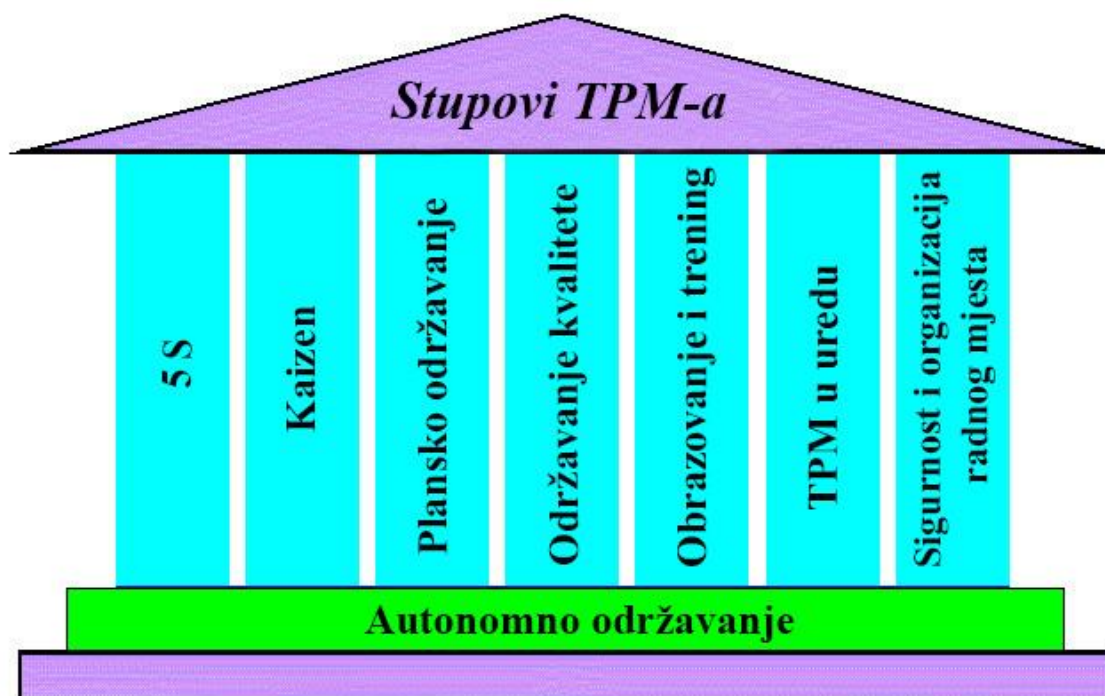 Stupovi TPM-a
5 S
Kaizen
Plansko održavanje
Održavanje kvalitete
Obrazovanje i trening
TPM u uredu
Sigurnost i organizacija
radnog mjesta
Autonomno održavanje